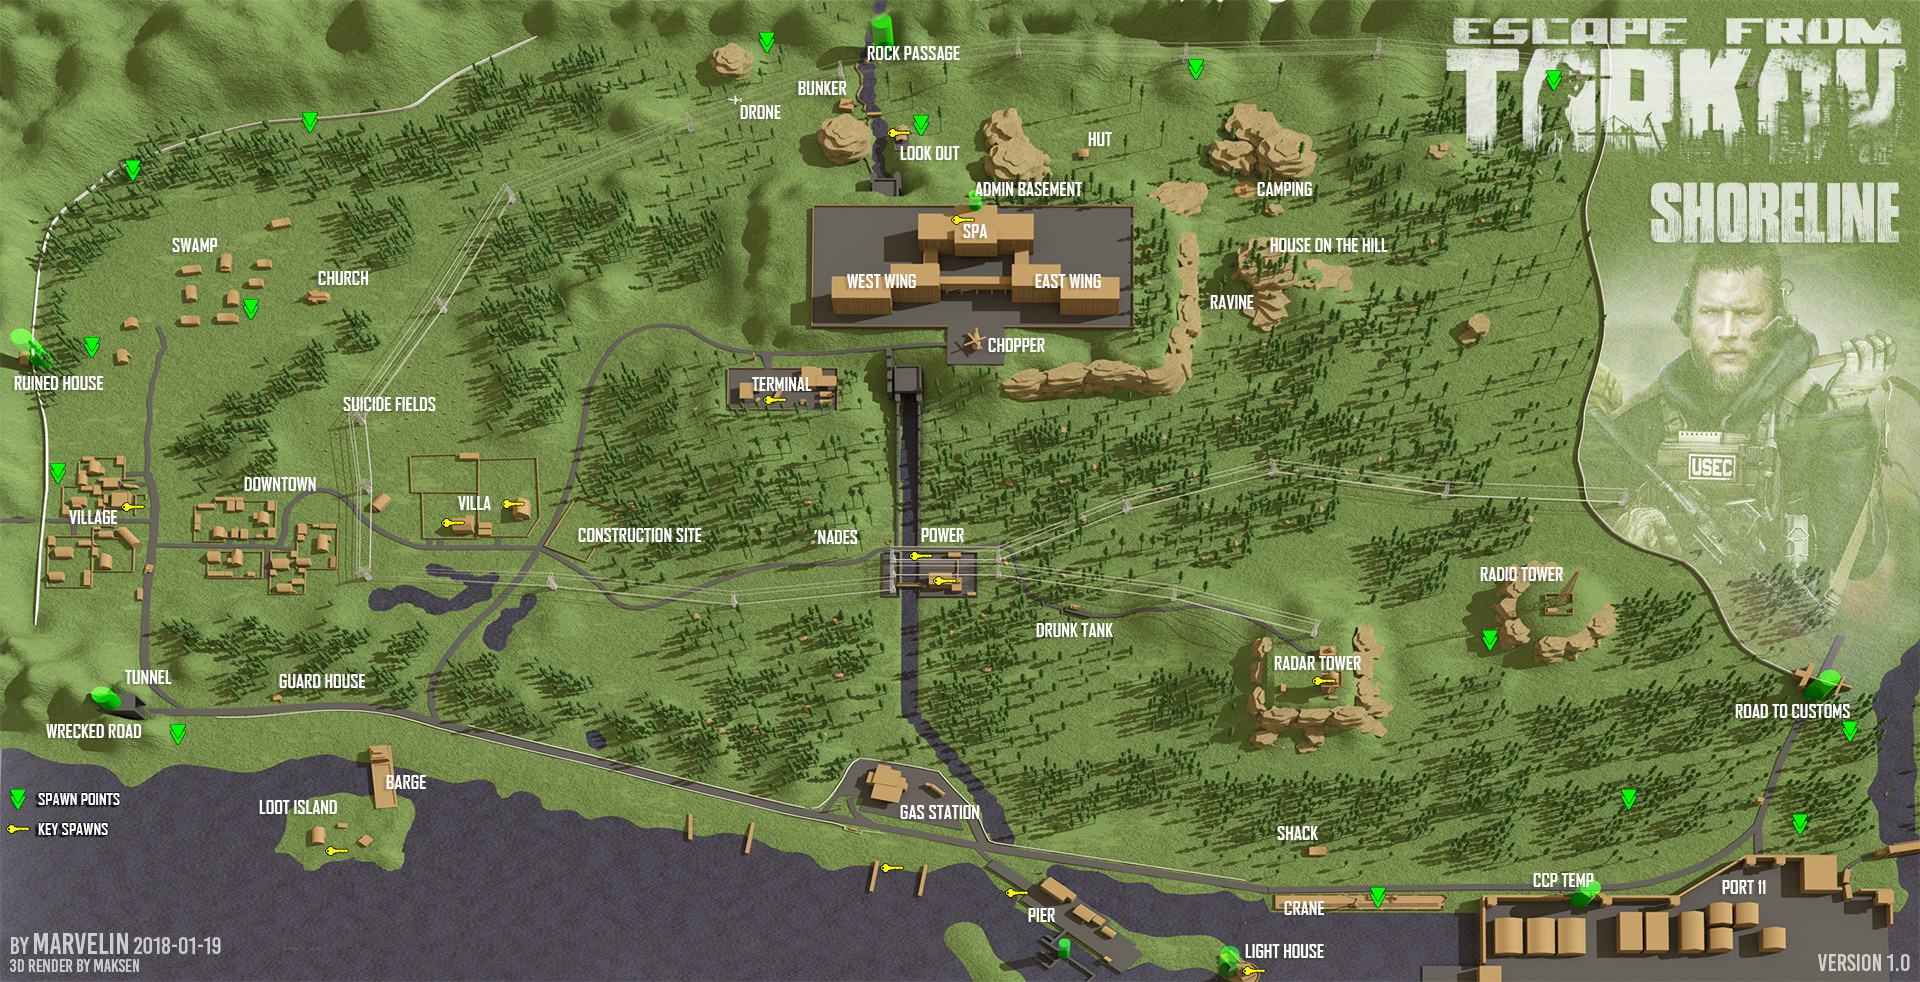 ESCAPE FROM
TARKOV
SHORELINE
ROCK PASSAGE
BUNKER
DRONE
LOOK OUT
HUT
ADMIN BASEMENT
CAMPING
SPA
SWAMP
CHURCH
HOUSE ON THE HILL
WEST WING
EAST WING
RAVINE
CHOPPER
RUINED HOUSE
TERMINAL
SUICIDE FIELDS
USEC
DOWNTOWN
VILLA
VILLAGE
CONSTRUCTION SITE
'NADES
POWER
RADIO TOWER
DRUNK TANK
RADAR TOWER
TUNNEL
GUARD HOUSE
WRECKED ROAD
ROAD TO CUSTOMS
BARGE
SPAWN POINTS
LOOT ISLAND
GAS STATION
KEY SPAWNS
SHACK
CCP TEMP
PORT 11
CRANE
PIER
LIGHT HOUSE
BY MARVELIN 2018-01-19
3D RENDER BY MAKSEN
VERSION 1.0